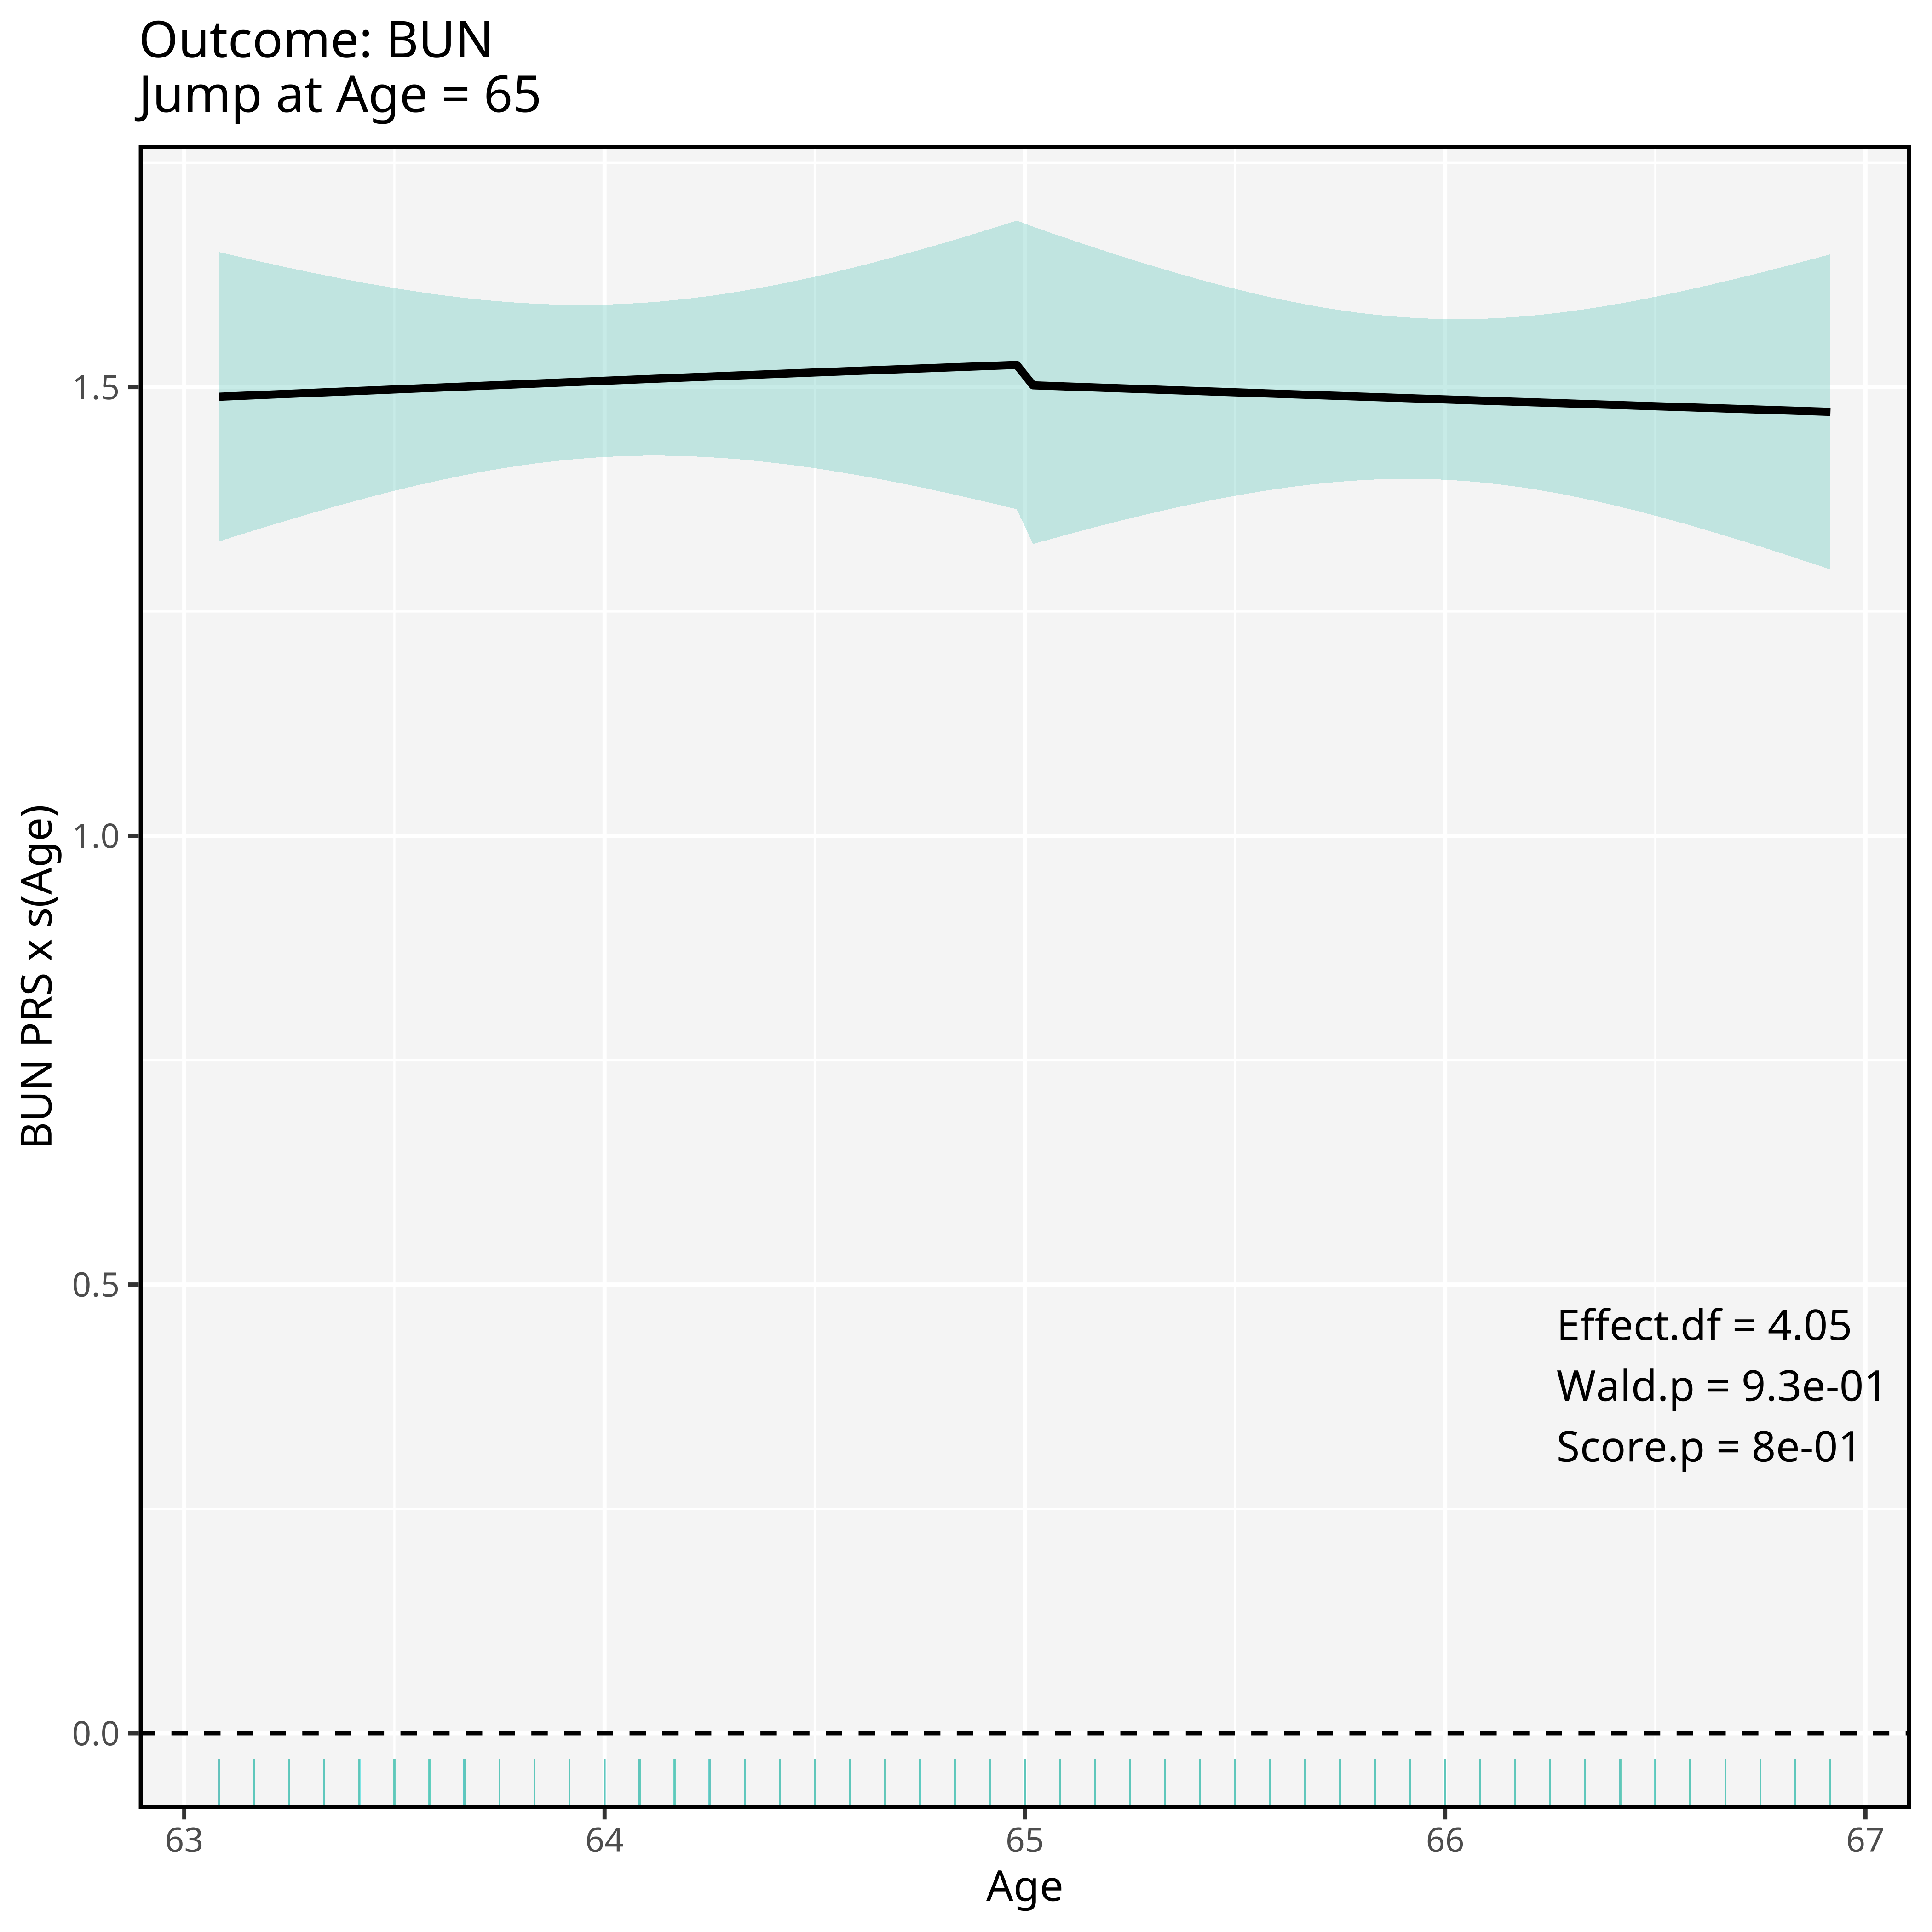 Outcome: BUN
Jump at Age = 65
BUN PRS x s(Age)
1.5
1.0
0.5
0.0
Effect.df = 4.05
Wald.p = 9.3e-01
Score.p = 8e-01
63 64 65 66 67
Age